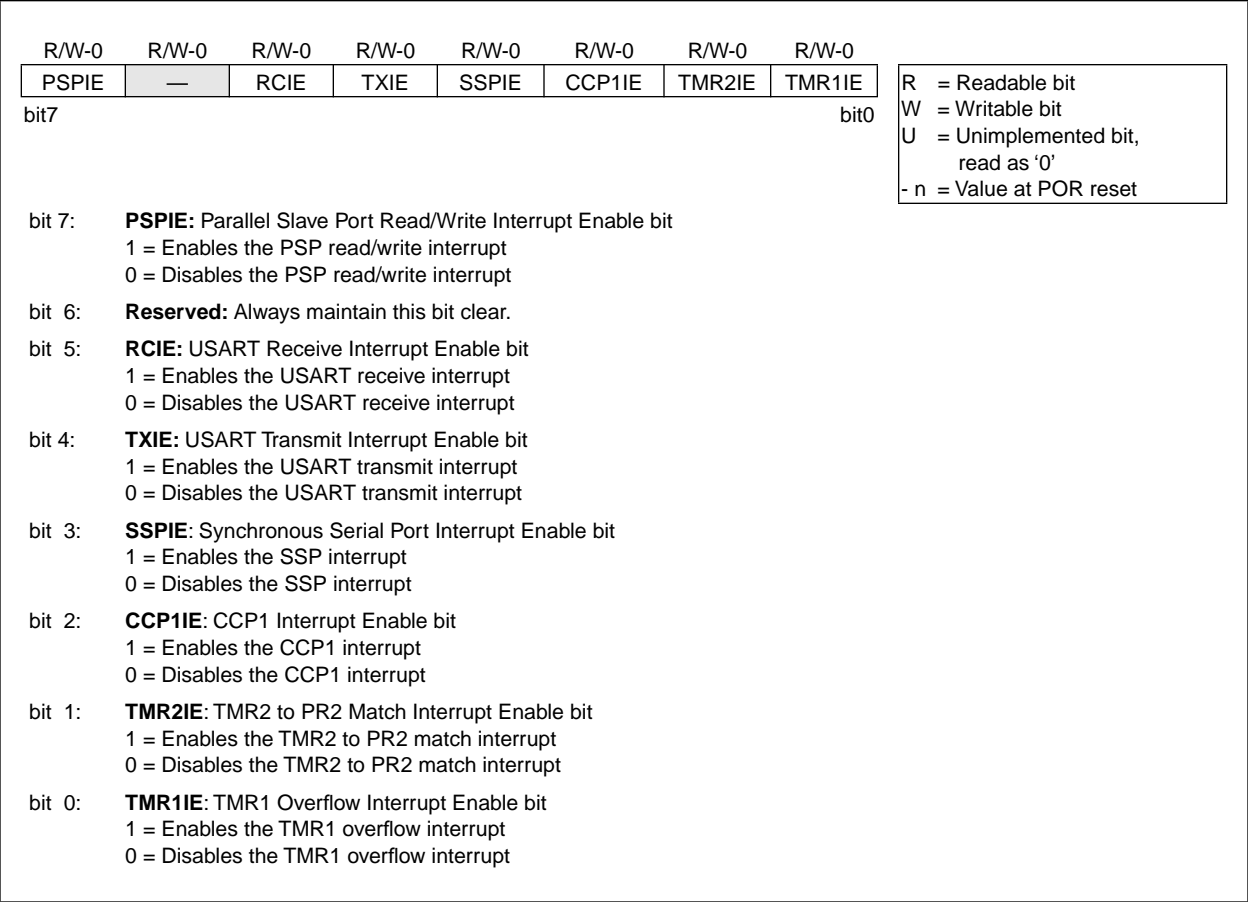 R/W-0 R/W-0 R/W-0 R/W-0 R/W-0 R/W-0 R/W-0 R/W-0
PSPIE — RCIE TXIE SSPIE CCP1IE TMR2IE TMR1IE
bit7 bit0
R = Readable bit
W = Writable bit
U = Unimplemented bit,
read as ‘0’
- n = Value at POR reset
bit 7: PSPIE: Parallel Slave Port Read/Write Interrupt Enable bit
1 = Enables the PSP read/write interrupt
0 = Disables the PSP read/write interrupt
bit 6: Reserved: Always maintain this bit clear.
bit 5: RCIE: USART Receive Interrupt Enable bit
1 = Enables the USART receive interrupt
0 = Disables the USART receive interrupt
bit 4: TXIE: USART Transmit Interrupt Enable bit
1 = Enables the USART transmit interrupt
0 = Disables the USART transmit interrupt
bit 3: SSPIE: Synchronous Serial Port Interrupt Enable bit
1 = Enables the SSP interrupt
0 = Disables the SSP interrupt
bit 2: CCP1IE: CCP1 Interrupt Enable bit
1 = Enables the CCP1 interrupt
0 = Disables the CCP1 interrupt
bit 1: TMR2IE: TMR2 to PR2 Match Interrupt Enable bit
1 = Enables the TMR2 to PR2 match interrupt
0 = Disables the TMR2 to PR2 match interrupt
bit 0: TMR1IE: TMR1 Overflow Interrupt Enable bit
1 = Enables the TMR1 overflow interrupt
0 = Disables the TMR1 overflow interrupt